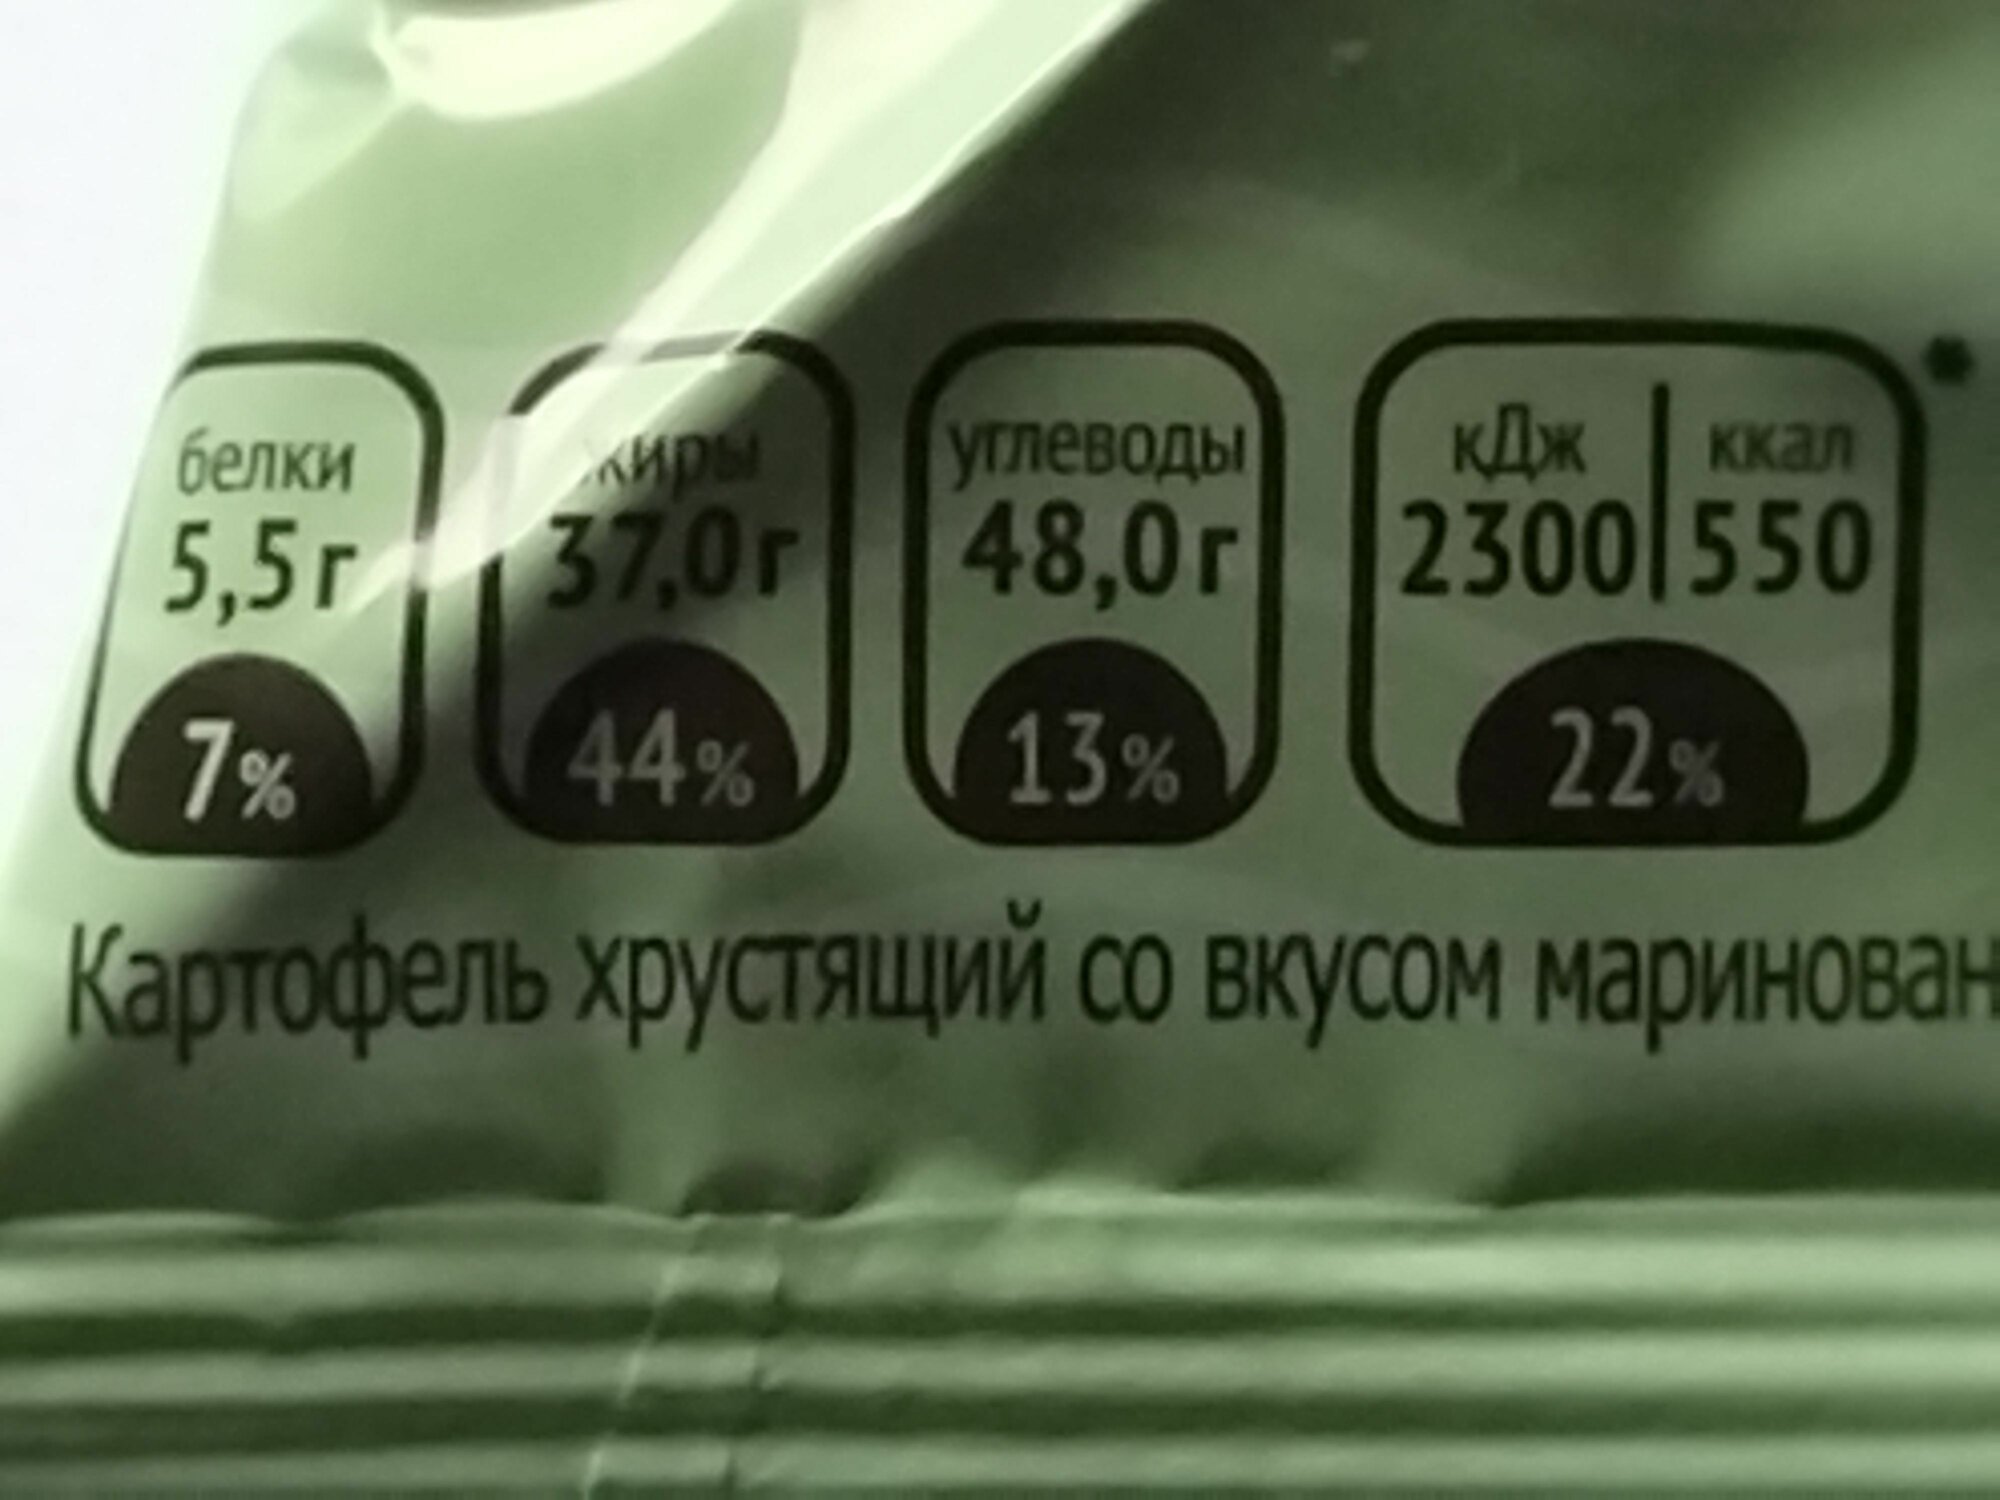 белки жиры углеводы кДж ккал *
5,5 г 37,0 г 48,0 г 2300 550
7% 44% 13% 22%
Картофель хрустящий со вкусом маринован